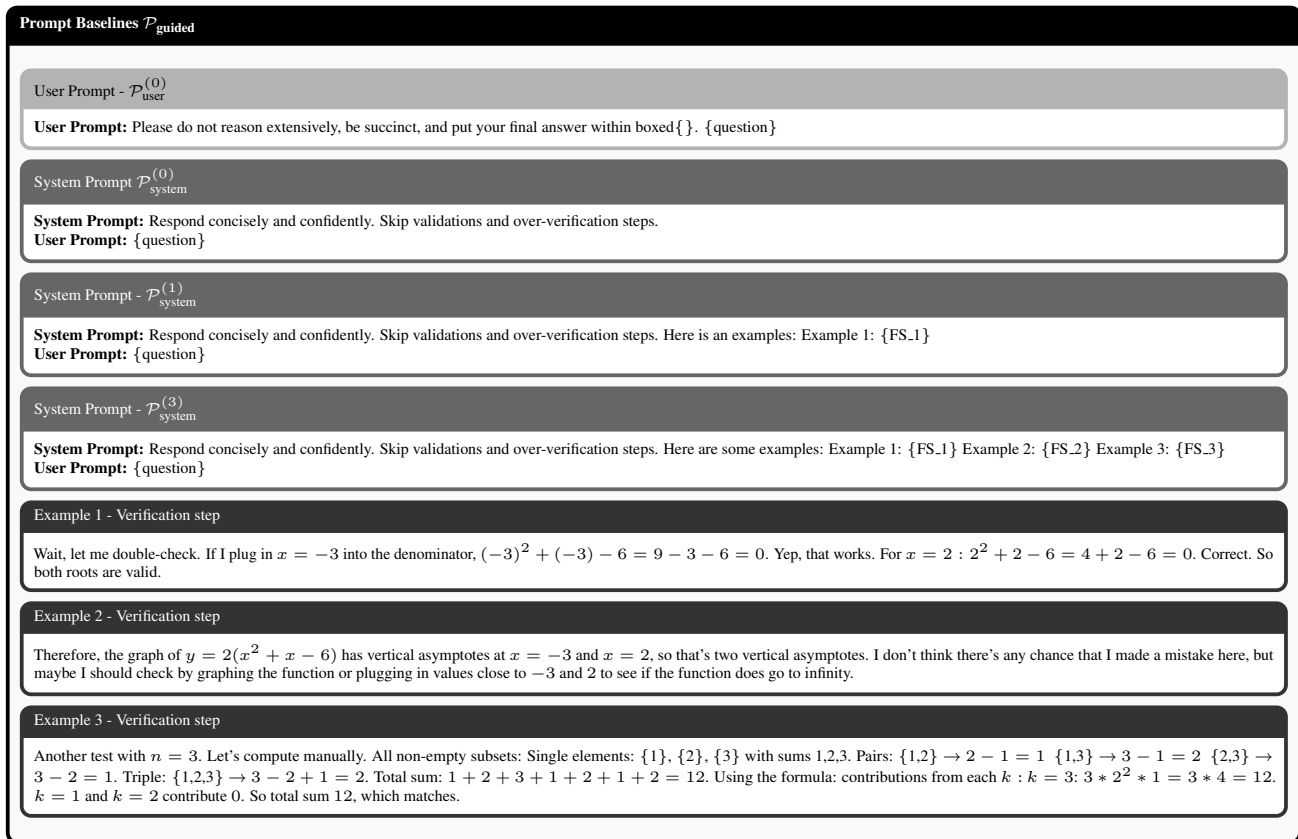 Prompt Baselines 𝒫guided
User Prompt - 𝒫user(0)
User Prompt: Please do not reason extensively, be succinct, and put your final answer within boxed{}. {question}
System Prompt 𝒫system(0)
System Prompt: Respond concisely and confidently. Skip validations and over-verification steps.
User Prompt: {question}
System Prompt - 𝒫system(1)
System Prompt: Respond concisely and confidently. Skip validations and over-verification steps. Here is an examples: Example 1: {FS_1}
User Prompt: {question}
System Prompt - 𝒫system(3)
System Prompt: Respond concisely and confidently. Skip validations and over-verification steps. Here are some examples: Example 1: {FS_1} Example 2: {FS_2} Example 3: {FS_3}
User Prompt: {question}
Example 1 - Verification step
Wait, let me double-check. If I plug in x = −3 into the denominator, (−3)² + (−3) − 6 = 9 − 3 − 6 = 0. Yep, that works. For x = 2 : 2² + 2 − 6 = 4 + 2 − 6 = 0. Correct. So
both roots are valid.
Example 2 - Verification step
Therefore, the graph of y = 2(x² + x − 6) has vertical asymptotes at x = −3 and x = 2, so that's two vertical asymptotes. I don't think there's any chance that I made a mistake here, but
maybe I should check by graphing the function or plugging in values close to −3 and 2 to see if the function does go to infinity.
Example 3 - Verification step
Another test with n = 3. Let's compute manually. All non-empty subsets: Single elements: {1}, {2}, {3} with sums 1,2,3. Pairs: {1,2} → 2 − 1 = 1 {1,3} → 3 − 1 = 2 {2,3} →
3 − 2 = 1. Triple: {1,2,3} → 3 − 2 + 1 = 2. Total sum: 1 + 2 + 3 + 1 + 2 + 1 + 2 = 12. Using the formula: contributions from each k : k = 3: 3 * 2² * 1 = 3 * 4 = 12.
k = 1 and k = 2 contribute 0. So total sum 12, which matches.